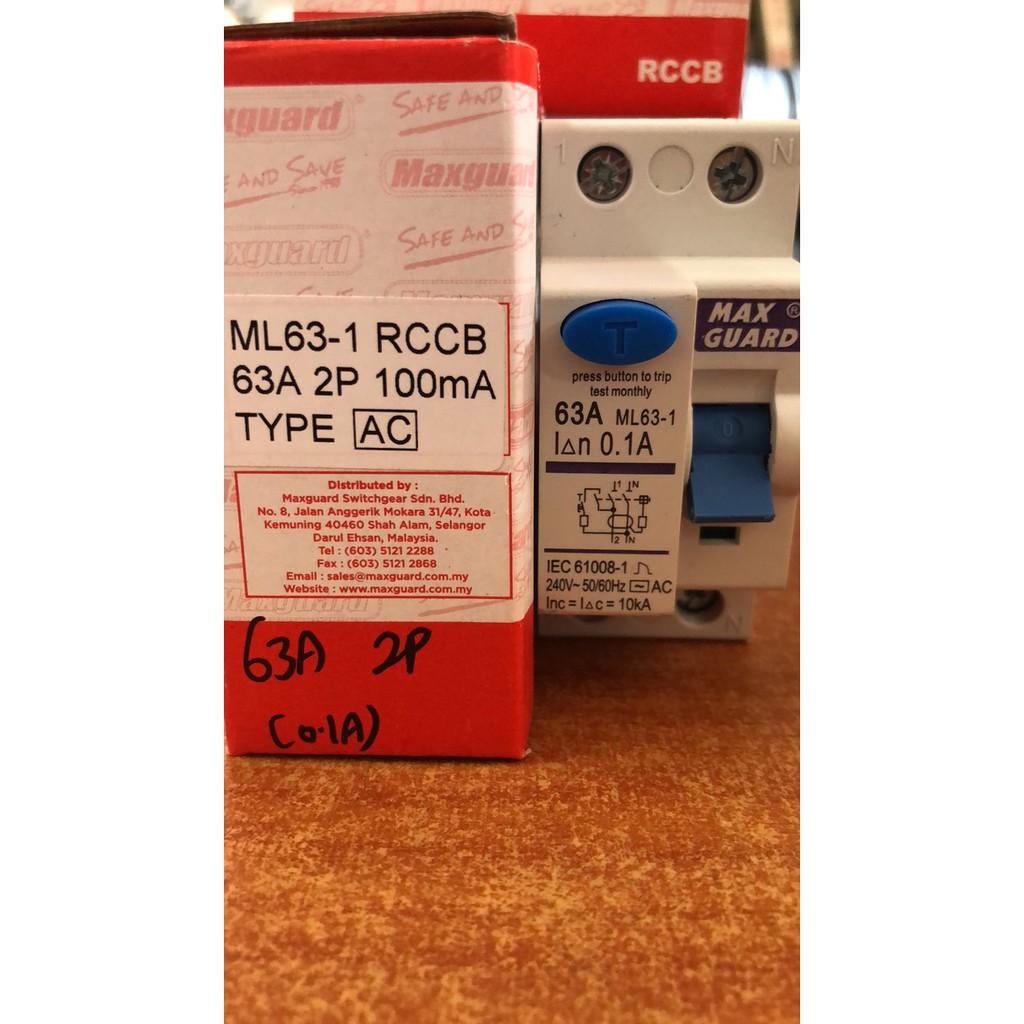 RCCB
Maxguard
SAFE AND
AND SAVE
Maxguard
SAFE AND
ML63-1 RCCB
63A 2P 100mA
TYPE AC
Distributed by :
Maxguard Switchgear Sdn. Bhd.
No. 8, Jalan Anggerik Mokara 31/47, Kota
Kemuning 40460 Shah Alam, Selangor
Darul Ehsan, Malaysia.
Tel : (603) 5121 2288
Fax : (603) 5121 2868
Email : sales@maxguard.com.my
Website : www.maxguard.com.my
63A 2P
(0.1A)
1 N
T
MAX ®
GUARD
press button to trip
test monthly
63A ML63-1
I△n 0.1A
0
1 N
T
2 N
IEC 61008-1
240V~ 50/60Hz AC
Inc = I△c = 10kA
N